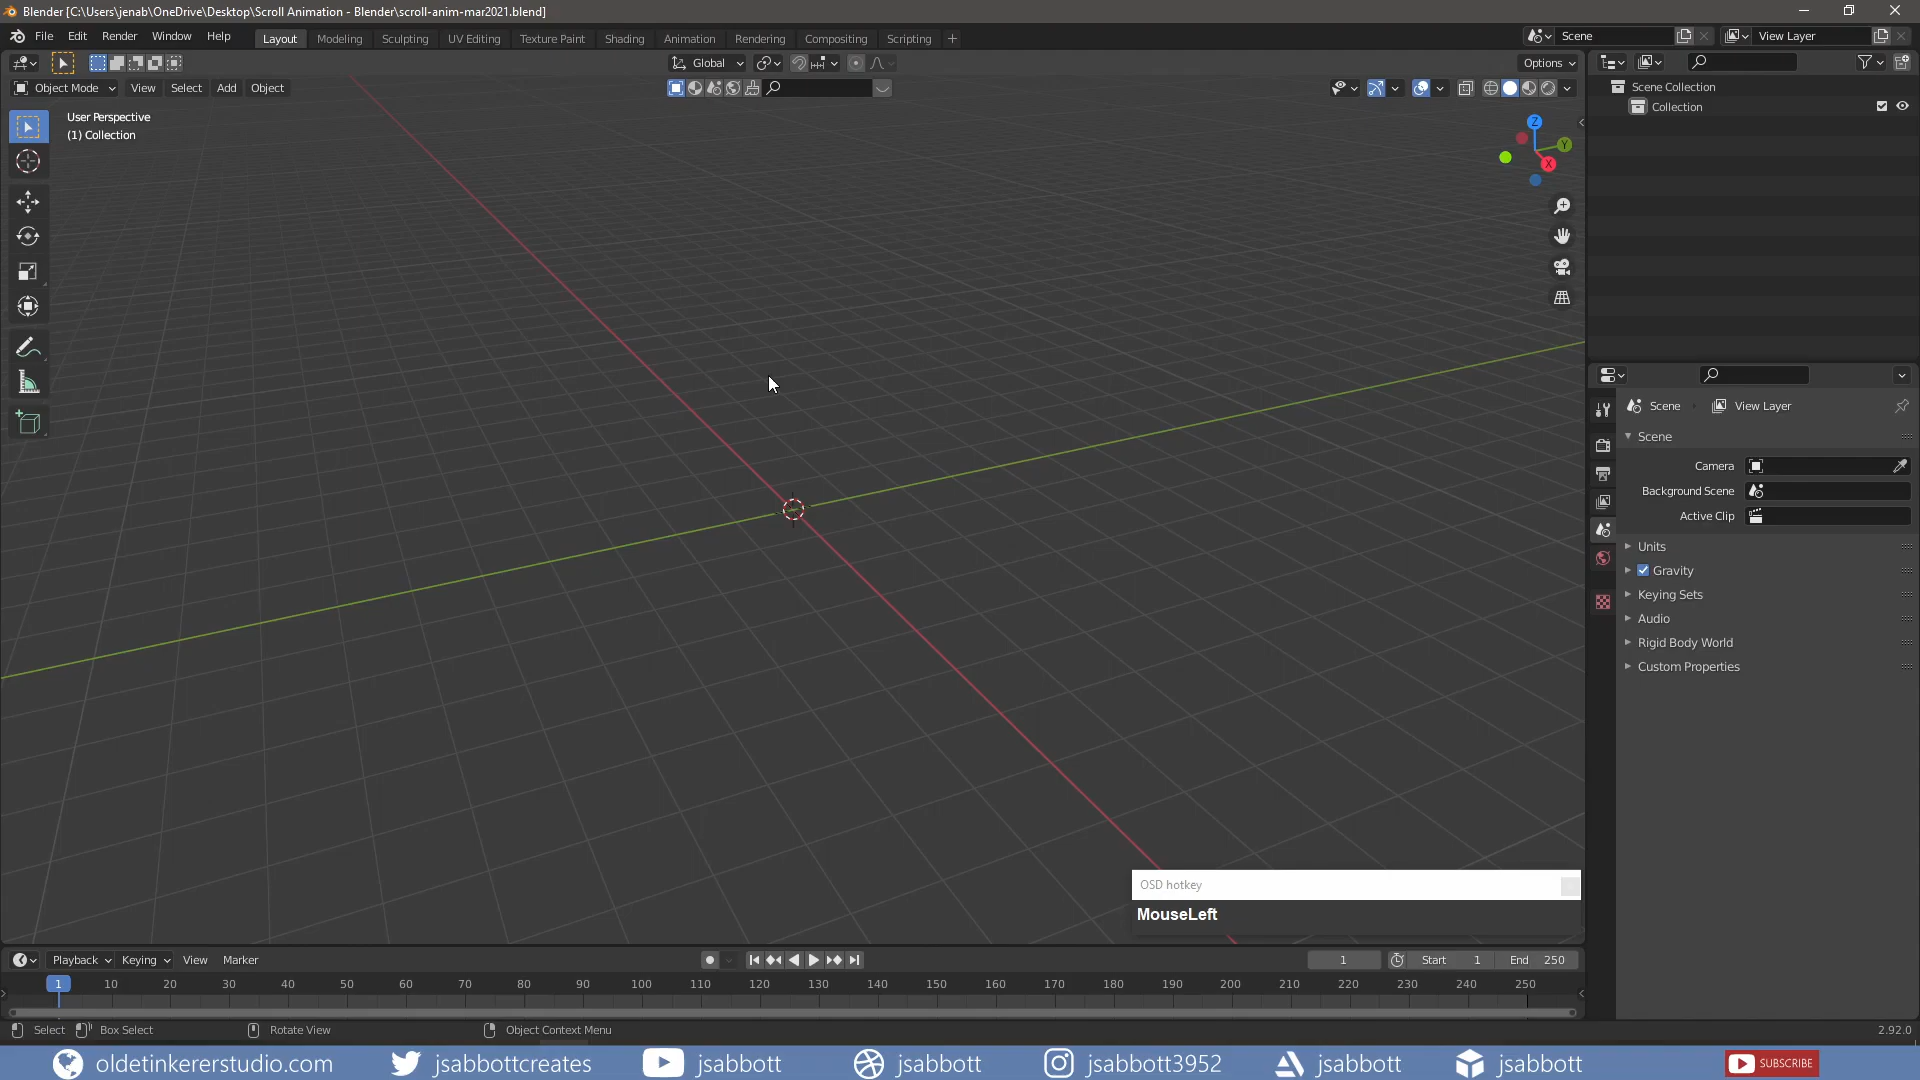 Blender [C:\Users\jenab\OneDrive\Desktop\Scroll Animation - Blender\scroll-anim-mar2021.blend]
File Edit Render Window Help Layout Modeling Sculpting UV Editing Texture Paint Shading Animation Rendering Compositing Scripting + Scene View Layer
Global Options
Object Mode View Select Add Object
User Perspective
(1) Collection
Z
Y
X
Scene Collection
Collection
Scene View Layer
Scene
Camera
Background Scene
Active Clip
Units
Gravity
Keying Sets
Audio
Rigid Body World
Custom Properties
OSD hotkey
MouseLeft
Playback Keying View Marker 1 Start 1 End 250
1 10 20 30 40 50 60 70 80 90 100 110 120 130 140 150 160 170 180 190 200 210 220 230 240 250
Select Box Select Rotate View Object Context Menu 2.92.0
oldetinkererstudio.com jsabbottcreates jsabbott jsabbott jsabbott3952 jsabbott jsabbott SUBSCRIBE